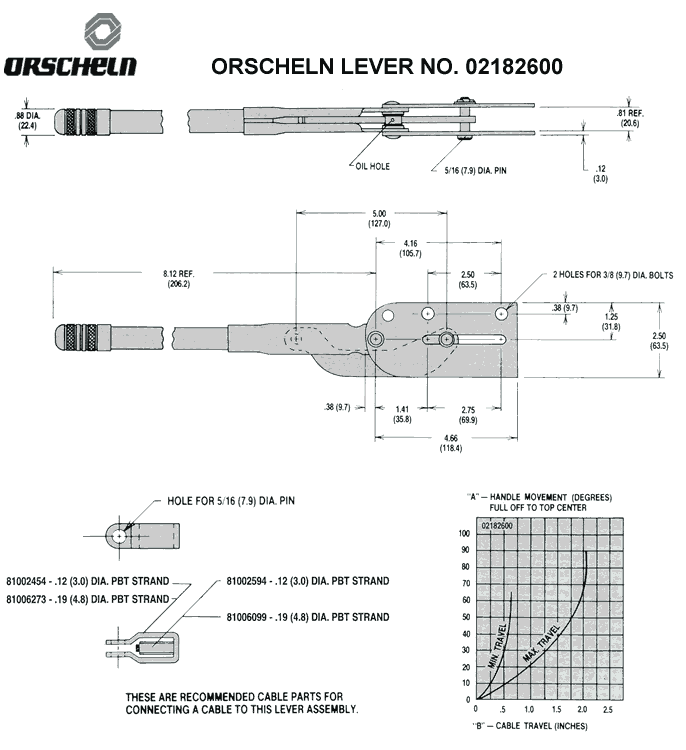 ORSCHELN
ORSCHELN LEVER NO. 02182600
.88 DIA.
(22.4)
.81 REF.
(20.6)
OIL HOLE
5/16 (7.9) DIA. PIN
.12
(3.0)
5.00
(127.0)
4.16
(105.7)
8.12 REF.
(206.2)
2.50
(63.5)
2 HOLES FOR 3/8 (9.7) DIA. BOLTS
.38 (9.7)
1.25
(31.8)
2.50
(63.5)
.38 (9.7)
1.41
(35.8)
2.75
(69.9)
4.66
(118.4)
HOLE FOR 5/16 (7.9) DIA. PIN
81002454 - .12 (3.0) DIA. PBT STRAND
81006273 - .19 (4.8) DIA. PBT STRAND
81002594 - .12 (3.0) DIA. PBT STRAND
81006099 - .19 (4.8) DIA. PBT STRAND
THESE ARE RECOMMENDED CABLE PARTS FOR
CONNECTING A CABLE TO THIS LEVER ASSEMBLY.
"A" — HANDLE MOVEMENT (DEGREES)
FULL OFF TO TOP CENTER
02182600
100
90
80
70
60
50
40
30
20
10
0
MIN. TRAVEL
MAX. TRAVEL
0 .5 1.0 1.5 2.0 2.5
"B" — CABLE TRAVEL (INCHES)